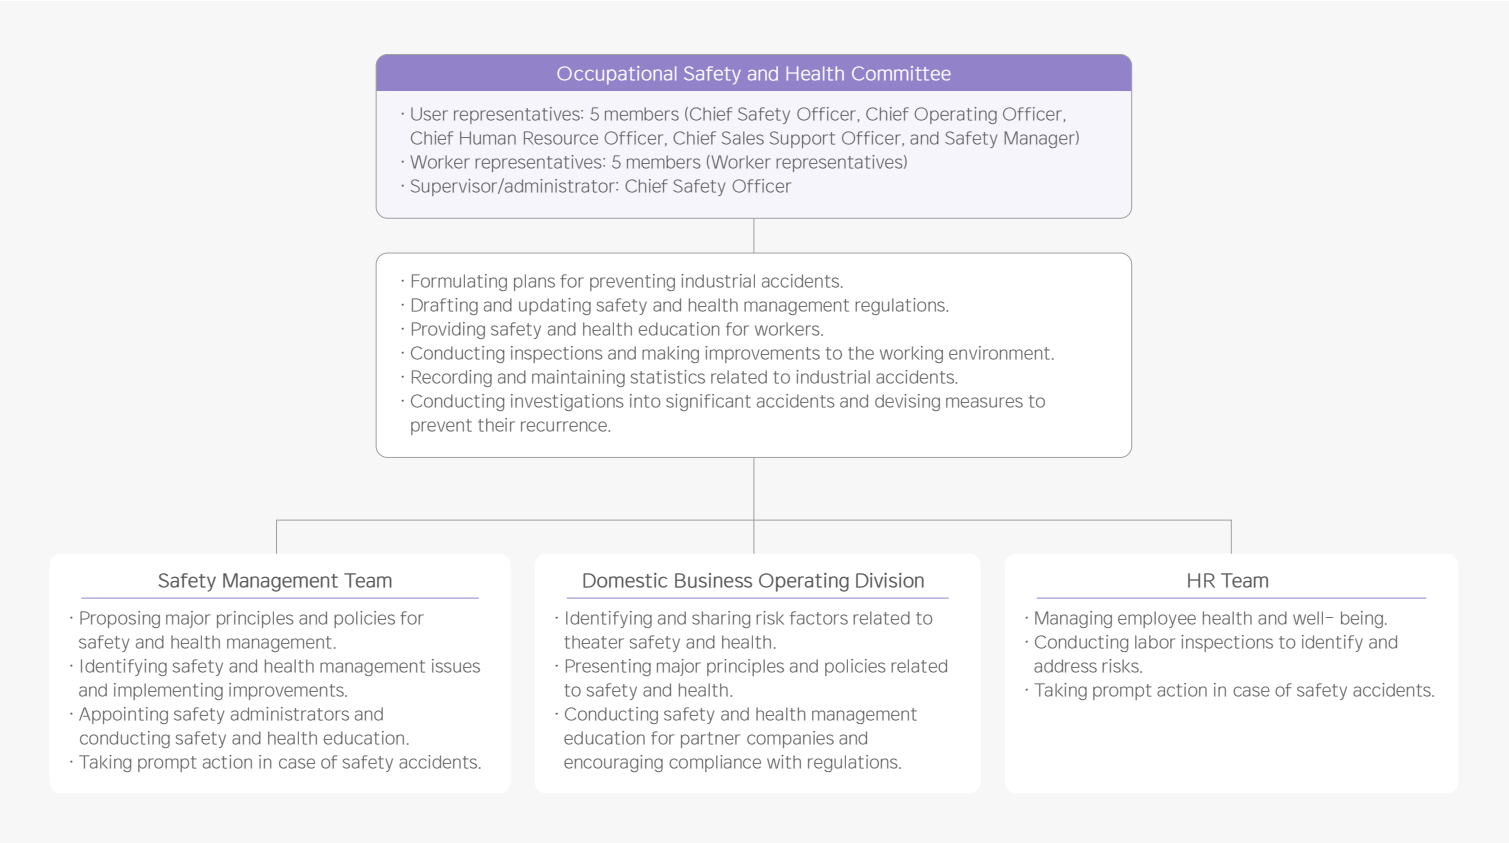 Occupational Safety and Health Committee
· User representatives: 5 members (Chief Safety Officer, Chief Operating Officer,
Chief Human Resource Officer, Chief Sales Support Officer, and Safety Manager)
· Worker representatives: 5 members (Worker representatives)
· Supervisor/administrator: Chief Safety Officer
· Formulating plans for preventing industrial accidents.
· Drafting and updating safety and health management regulations.
· Providing safety and health education for workers.
· Conducting inspections and making improvements to the working environment.
· Recording and maintaining statistics related to industrial accidents.
· Conducting investigations into significant accidents and devising measures to
prevent their recurrence.
Safety Management Team
· Proposing major principles and policies for
safety and health management.
· Identifying safety and health management issues
and implementing improvements.
· Appointing safety administrators and
conducting safety and health education.
· Taking prompt action in case of safety accidents.
Domestic Business Operating Division
· Identifying and sharing risk factors related to
theater safety and health.
· Presenting major principles and policies related
to safety and health.
· Conducting safety and health management
education for partner companies and
encouraging compliance with regulations.
HR Team
· Managing employee health and well- being.
· Conducting labor inspections to identify and
address risks.
· Taking prompt action in case of safety accidents.